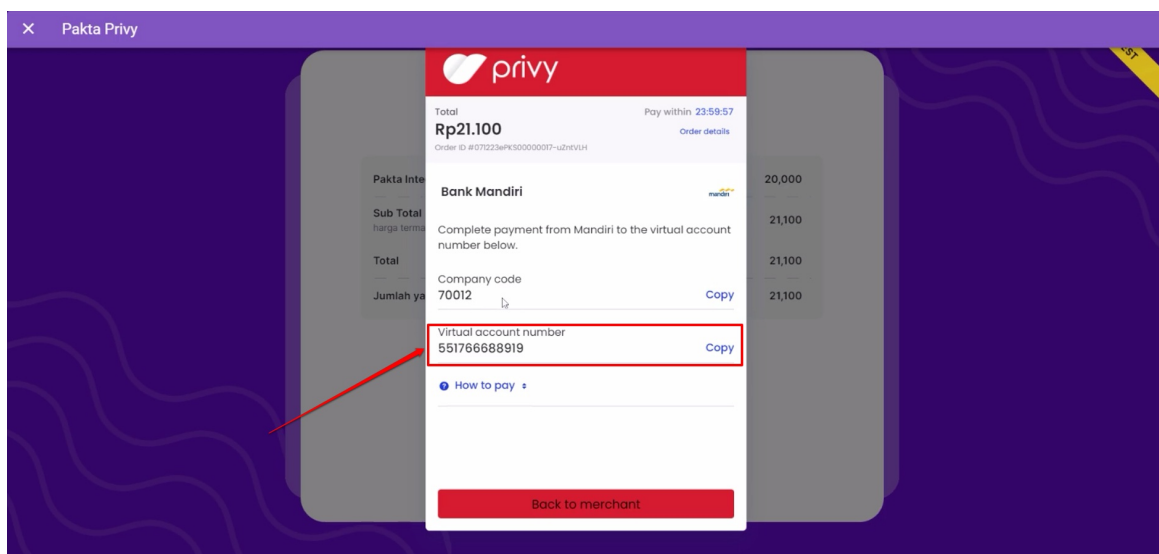 Pakta Privy
privy
Total
Pay within 23:59:57
Rp21.100
Order details
Order ID #071223ePKS00000017-uZntVLH
Pakta Inte
20,000
Bank Mandiri
mandiri
Sub Total
21,100
harga terma
Complete payment from Mandiri to the virtual account
number below.
Total
21,100
Company code
70012
Copy
Jumlah ya
21,100
Virtual account number
551766688919
Copy
How to pay
Back to merchant